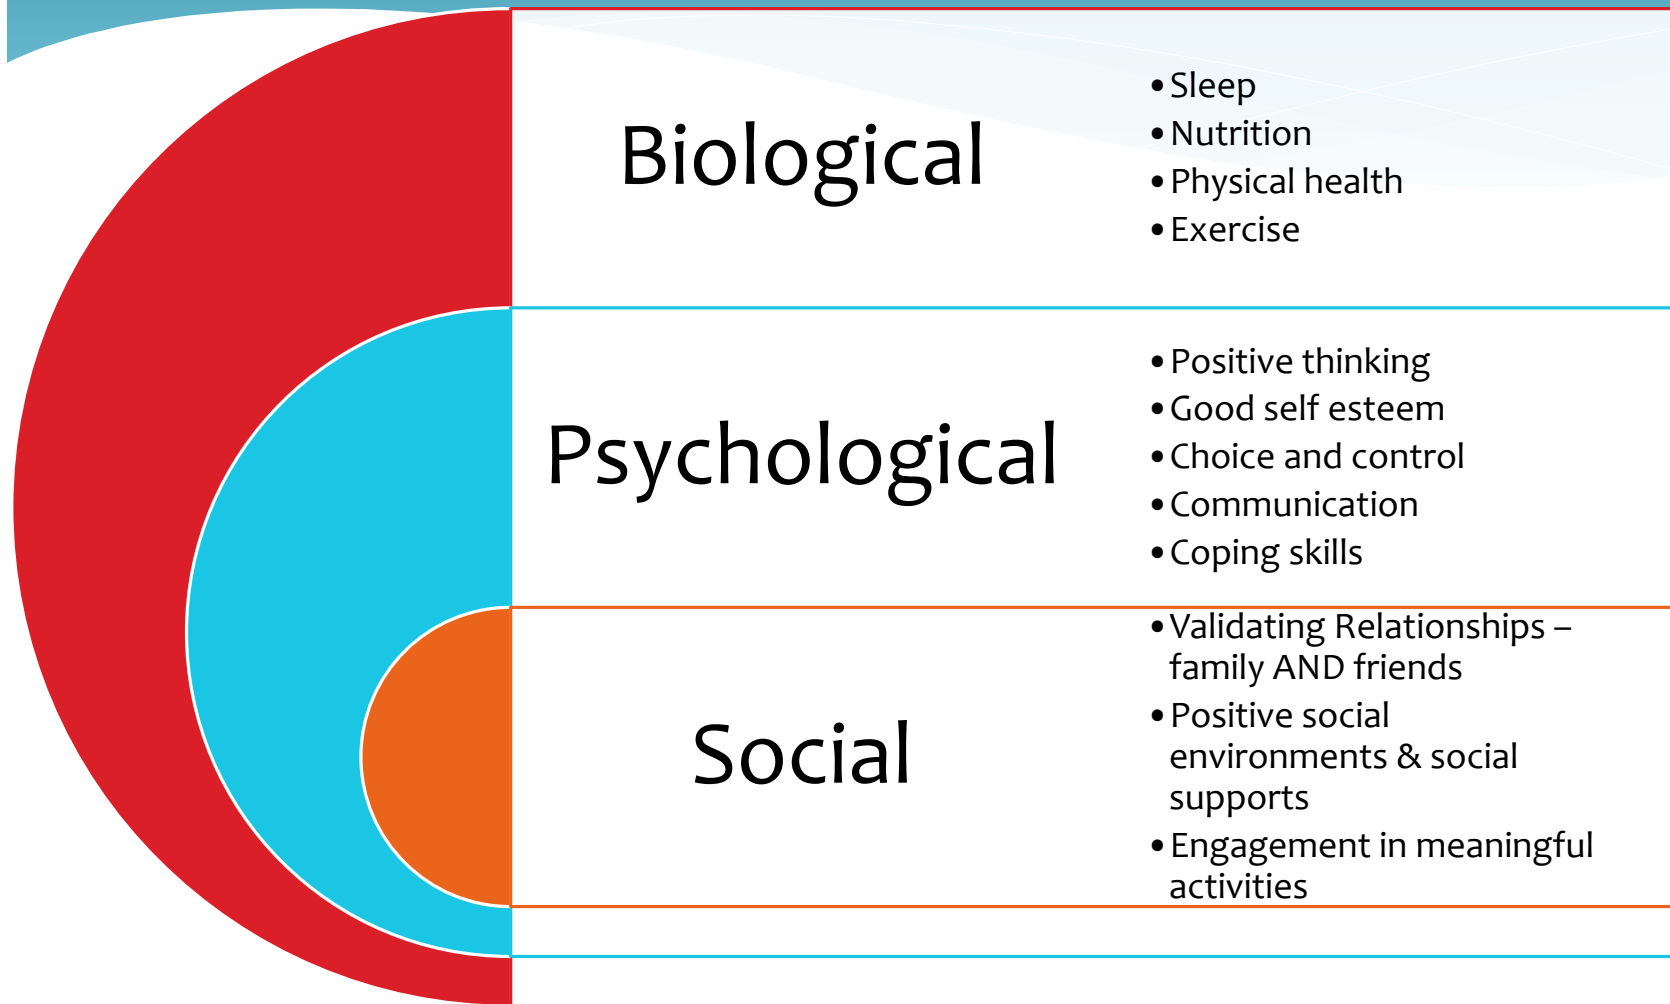 Biological
•Sleep
•Nutrition
•Physical health
•Exercise
Psychological
•Positive thinking
•Good self esteem
•Choice and control
•Communication
•Coping skills
Social
•Validating Relationships –
family AND friends
•Positive social
environments & social
supports
•Engagement in meaningful
activities